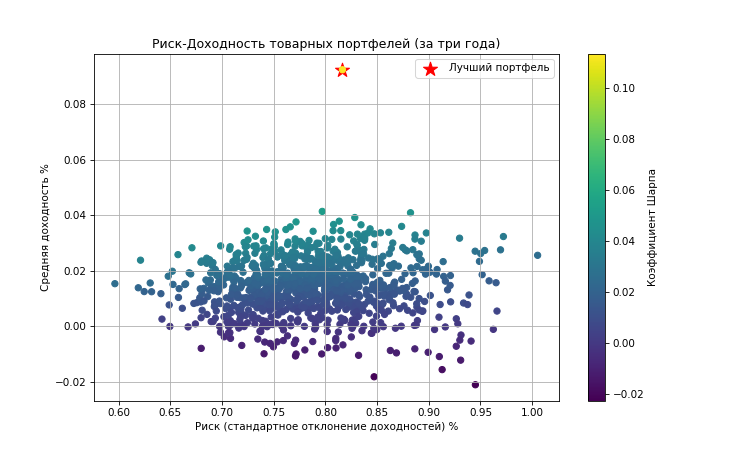 Риск-Доходность товарных портфелей (за три года)
Лучший портфель
Средняя доходность %
0.08
0.06
0.04
0.02
0.00
−0.02
0.60 0.65 0.70 0.75 0.80 0.85 0.90 0.95 1.00
Риск (стандартное отклонение доходностей) %
0.10
0.08
0.06
0.04
0.02
0.00
−0.02
Коэффициент Шарпа